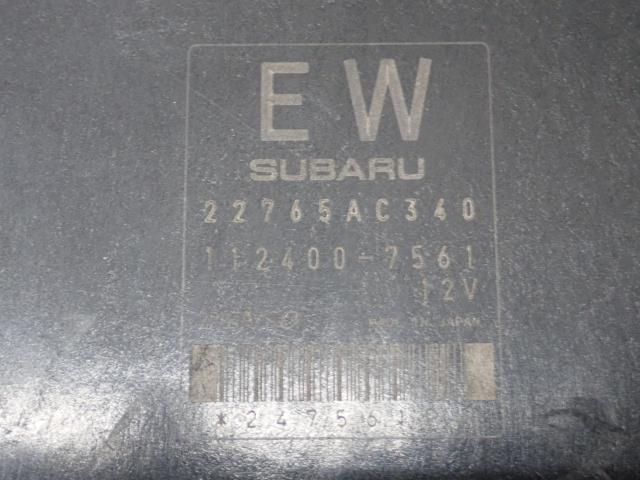 EW
SUBARU
22765AC340
112400-7561
12V
MADE IN JAPAN
*247561